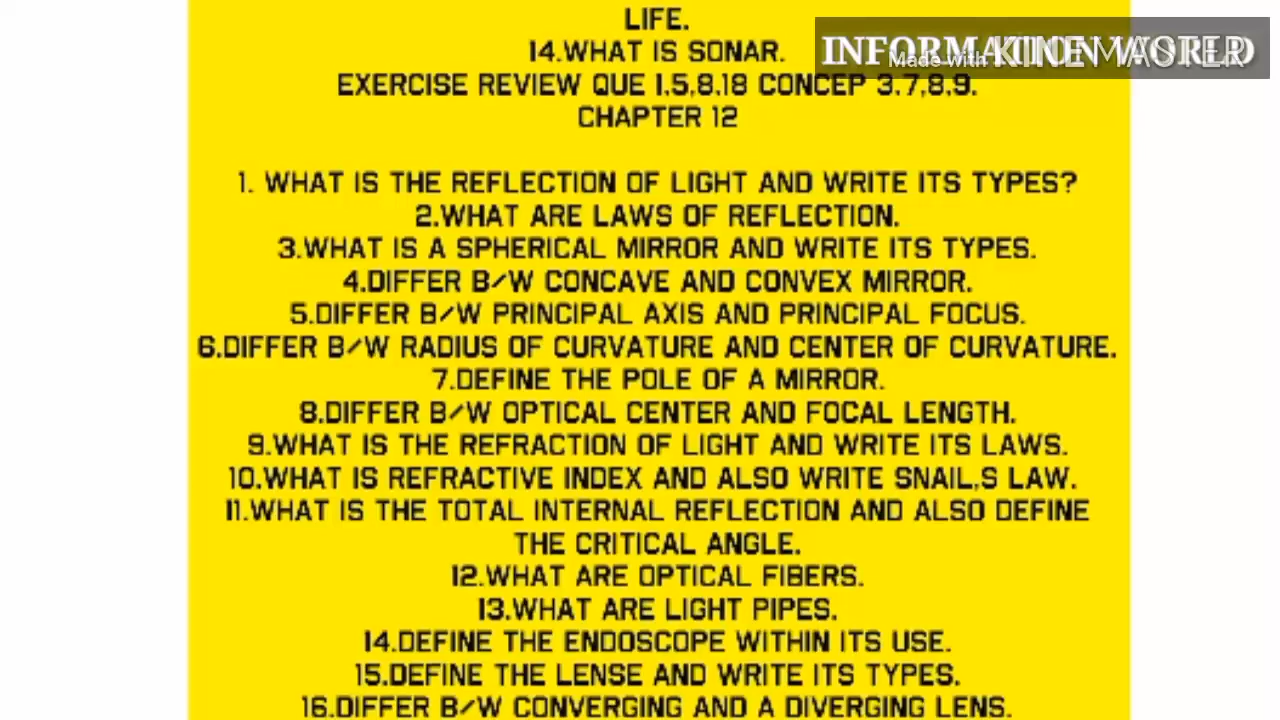 LIFE.
14.WHAT IS SONAR.
INFORMATION WORLD
Made with KINEMASTER
EXERCISE REVIEW QUE 1.5,8.18 CONCEP 3.7,8,9.
CHAPTER 12
1. WHAT IS THE REFLECTION OF LIGHT AND WRITE ITS TYPES?
2.WHAT ARE LAWS OF REFLECTION.
3.WHAT IS A SPHERICAL MIRROR AND WRITE ITS TYPES.
4.DIFFER B/W CONCAVE AND CONVEX MIRROR.
5.DIFFER B/W PRINCIPAL AXIS AND PRINCIPAL FOCUS.
6.DIFFER B/W RADIUS OF CURVATURE AND CENTER OF CURVATURE.
7.DEFINE THE POLE OF A MIRROR.
8.DIFFER B/W OPTICAL CENTER AND FOCAL LENGTH.
9.WHAT IS THE REFRACTION OF LIGHT AND WRITE ITS LAWS.
10.WHAT IS REFRACTIVE INDEX AND ALSO WRITE SNAIL,S LAW.
11.WHAT IS THE TOTAL INTERNAL REFLECTION AND ALSO DEFINE
THE CRITICAL ANGLE.
12.WHAT ARE OPTICAL FIBERS.
13.WHAT ARE LIGHT PIPES.
14.DEFINE THE ENDOSCOPE WITHIN ITS USE.
15.DEFINE THE LENSE AND WRITE ITS TYPES.
16.DIFFER B/W CONVERGING AND A DIVERGING LENS.